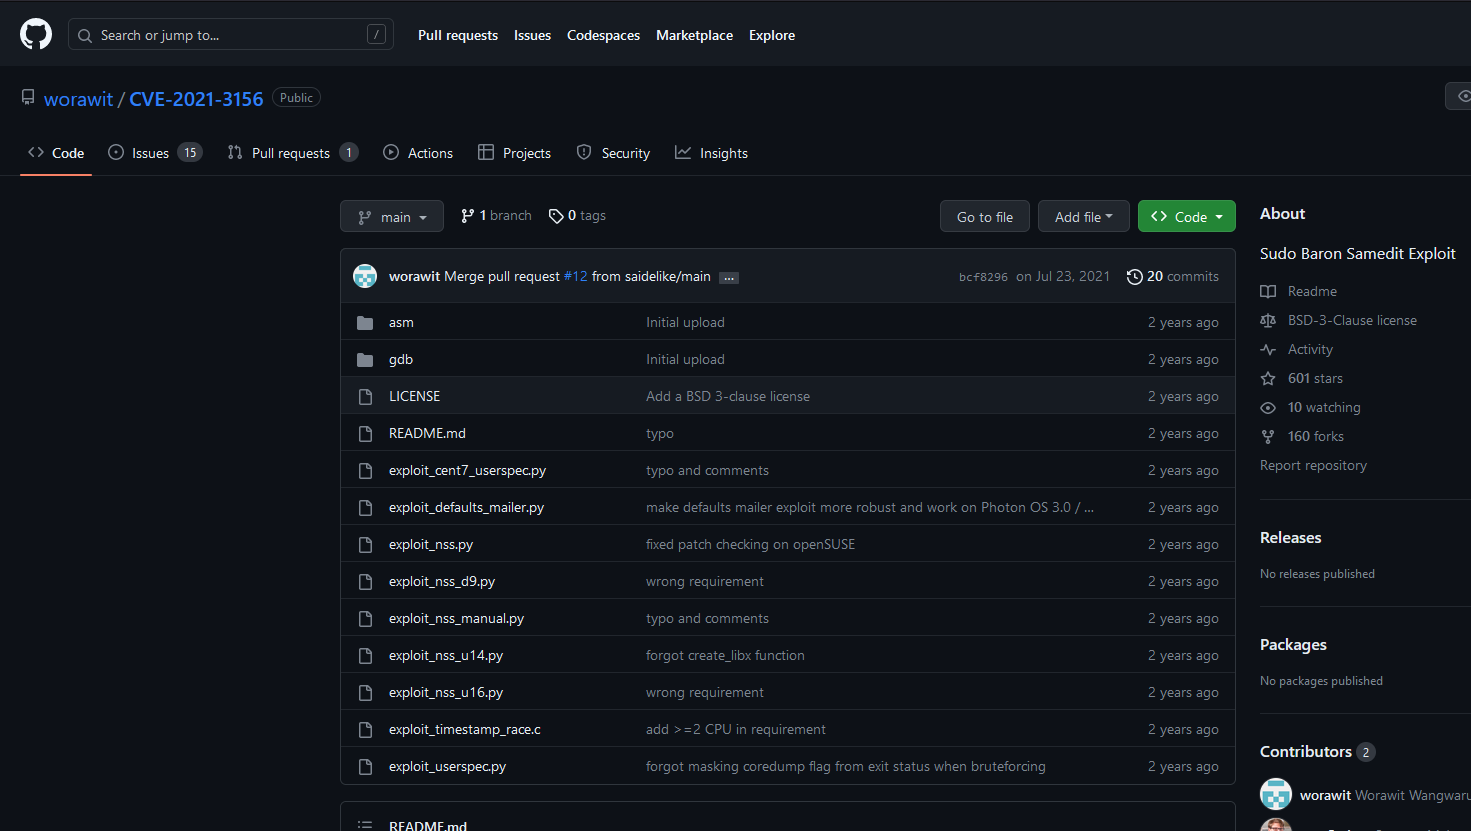 Search or jump to... /
Pull requests Issues Codespaces Marketplace Explore
worawit / CVE-2021-3156 Public
Code Issues 15 Pull requests 1 Actions Projects Security Insights
main 1 branch 0 tags Go to file Add file Code
worawit Merge pull request #12 from saidelike/main ... bcf8296 on Jul 23, 2021 20 commits
asm Initial upload 2 years ago
gdb Initial upload 2 years ago
LICENSE Add a BSD 3-clause license 2 years ago
README.md typo 2 years ago
exploit_cent7_userspec.py typo and comments 2 years ago
exploit_defaults_mailer.py make defaults mailer exploit more robust and work on Photon OS 3.0 / ... 2 years ago
exploit_nss.py fixed patch checking on openSUSE 2 years ago
exploit_nss_d9.py wrong requirement 2 years ago
exploit_nss_manual.py typo and comments 2 years ago
exploit_nss_u14.py forgot create_libx function 2 years ago
exploit_nss_u16.py wrong requirement 2 years ago
exploit_timestamp_race.c add >=2 CPU in requirement 2 years ago
exploit_userspec.py forgot masking coredump flag from exit status when bruteforcing 2 years ago
README.md
About
Sudo Baron Samedit Exploit
Readme
BSD-3-Clause license
Activity
601 stars
10 watching
160 forks
Report repository
Releases
No releases published
Packages
No packages published
Contributors 2
worawit Worawit Wangwaru